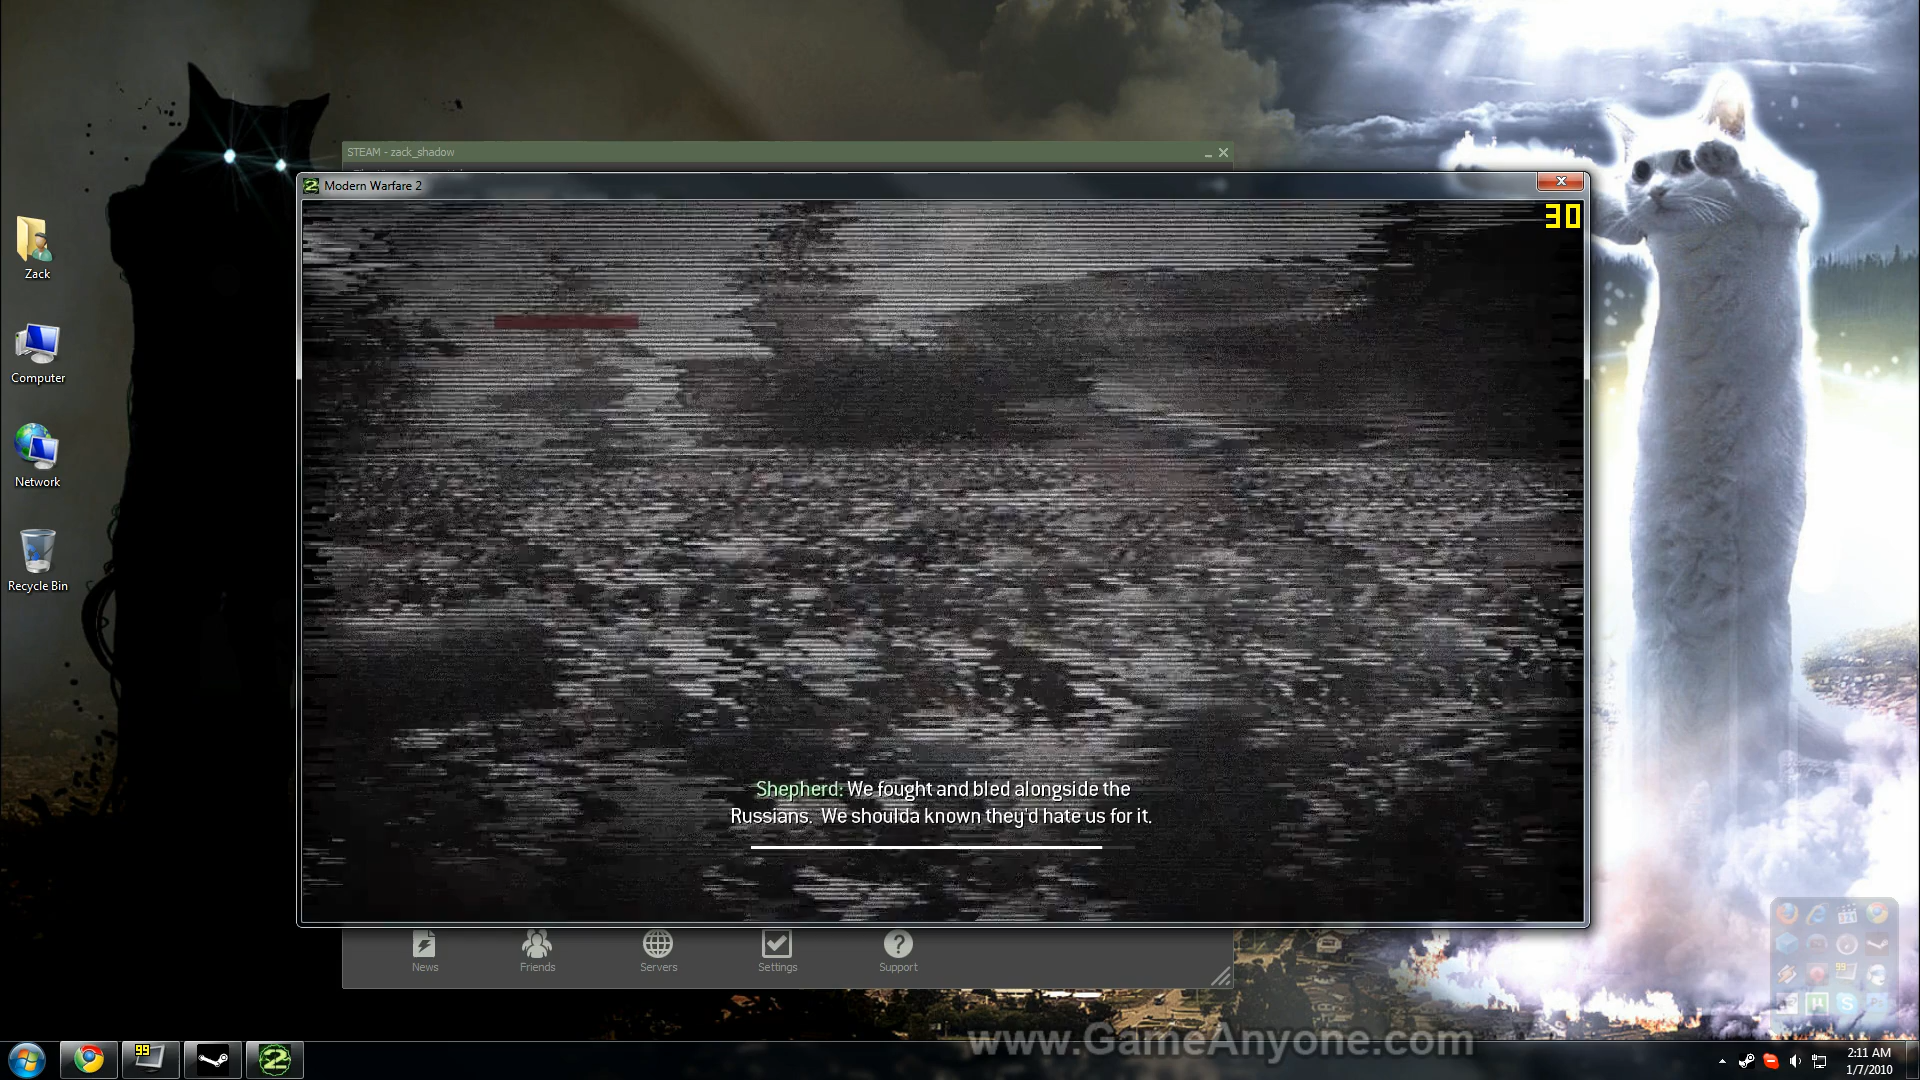 STEAM - zack_shadow
Modern Warfare 2
30
Zack
Computer
Network
Recycle Bin
Shepherd: We fought and bled alongside the
Russians. We shoulda known they'd hate us for it.
News
Friends
Servers
Settings
Support
www.GameAnyone.com
99
99
2:11 AM
1/7/2010